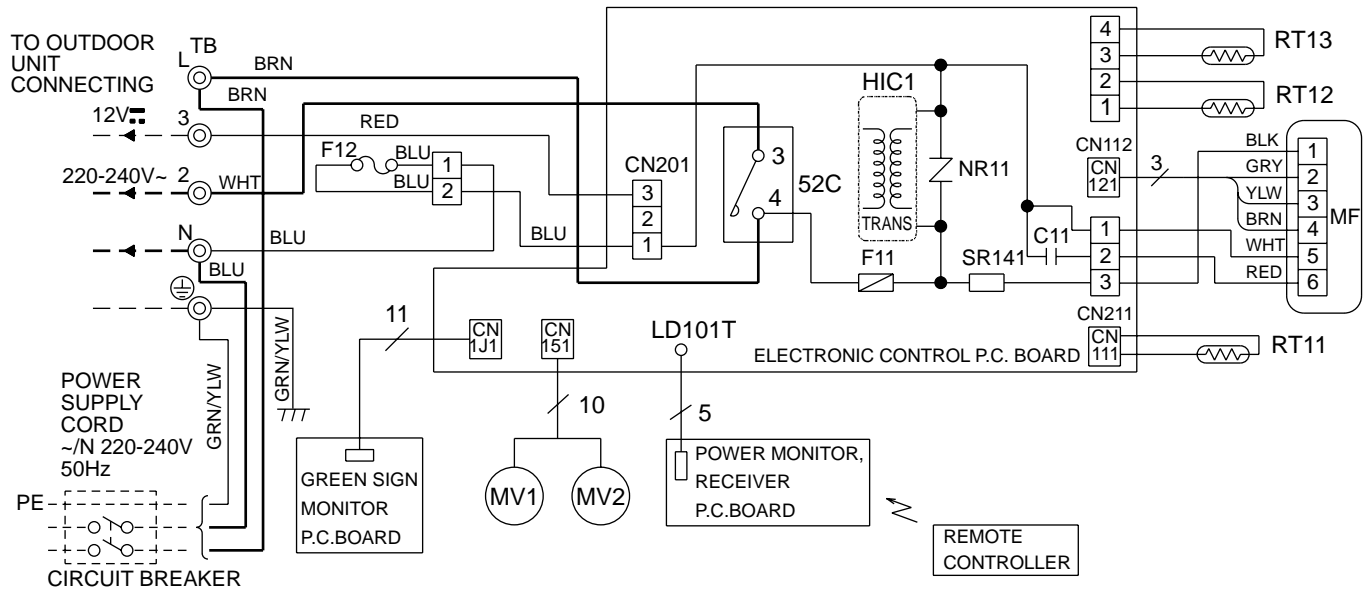 TO OUTDOOR
UNIT
CONNECTING
TB
L
BRN
BRN
12V
3
RED
220-240V~ 2
WHT
F12
BLU
BLU
1
2
N
BLU
BLU
BLU
GRN/YLW
GRN/YLW
CN201
3
2
1
3
4
52C
HIC1
TRANS
NR11
F11
SR141
C11
4
3
2
1
RT13
RT12
CN112
CN
121
3
BLK
GRY
YLW
BRN
WHT
RED
1
2
3
4
5
6
MF
1
2
3
CN211
CN
111
RT11
ELECTRONIC CONTROL P.C. BOARD
11
CN
1J1
CN
151
LD101T
10
5
MV1
MV2
GREEN SIGN
MONITOR
P.C.BOARD
POWER MONITOR,
RECEIVER
P.C.BOARD
REMOTE
CONTROLLER
POWER
SUPPLY
CORD
~/N 220-240V
50Hz
PE
CIRCUIT BREAKER